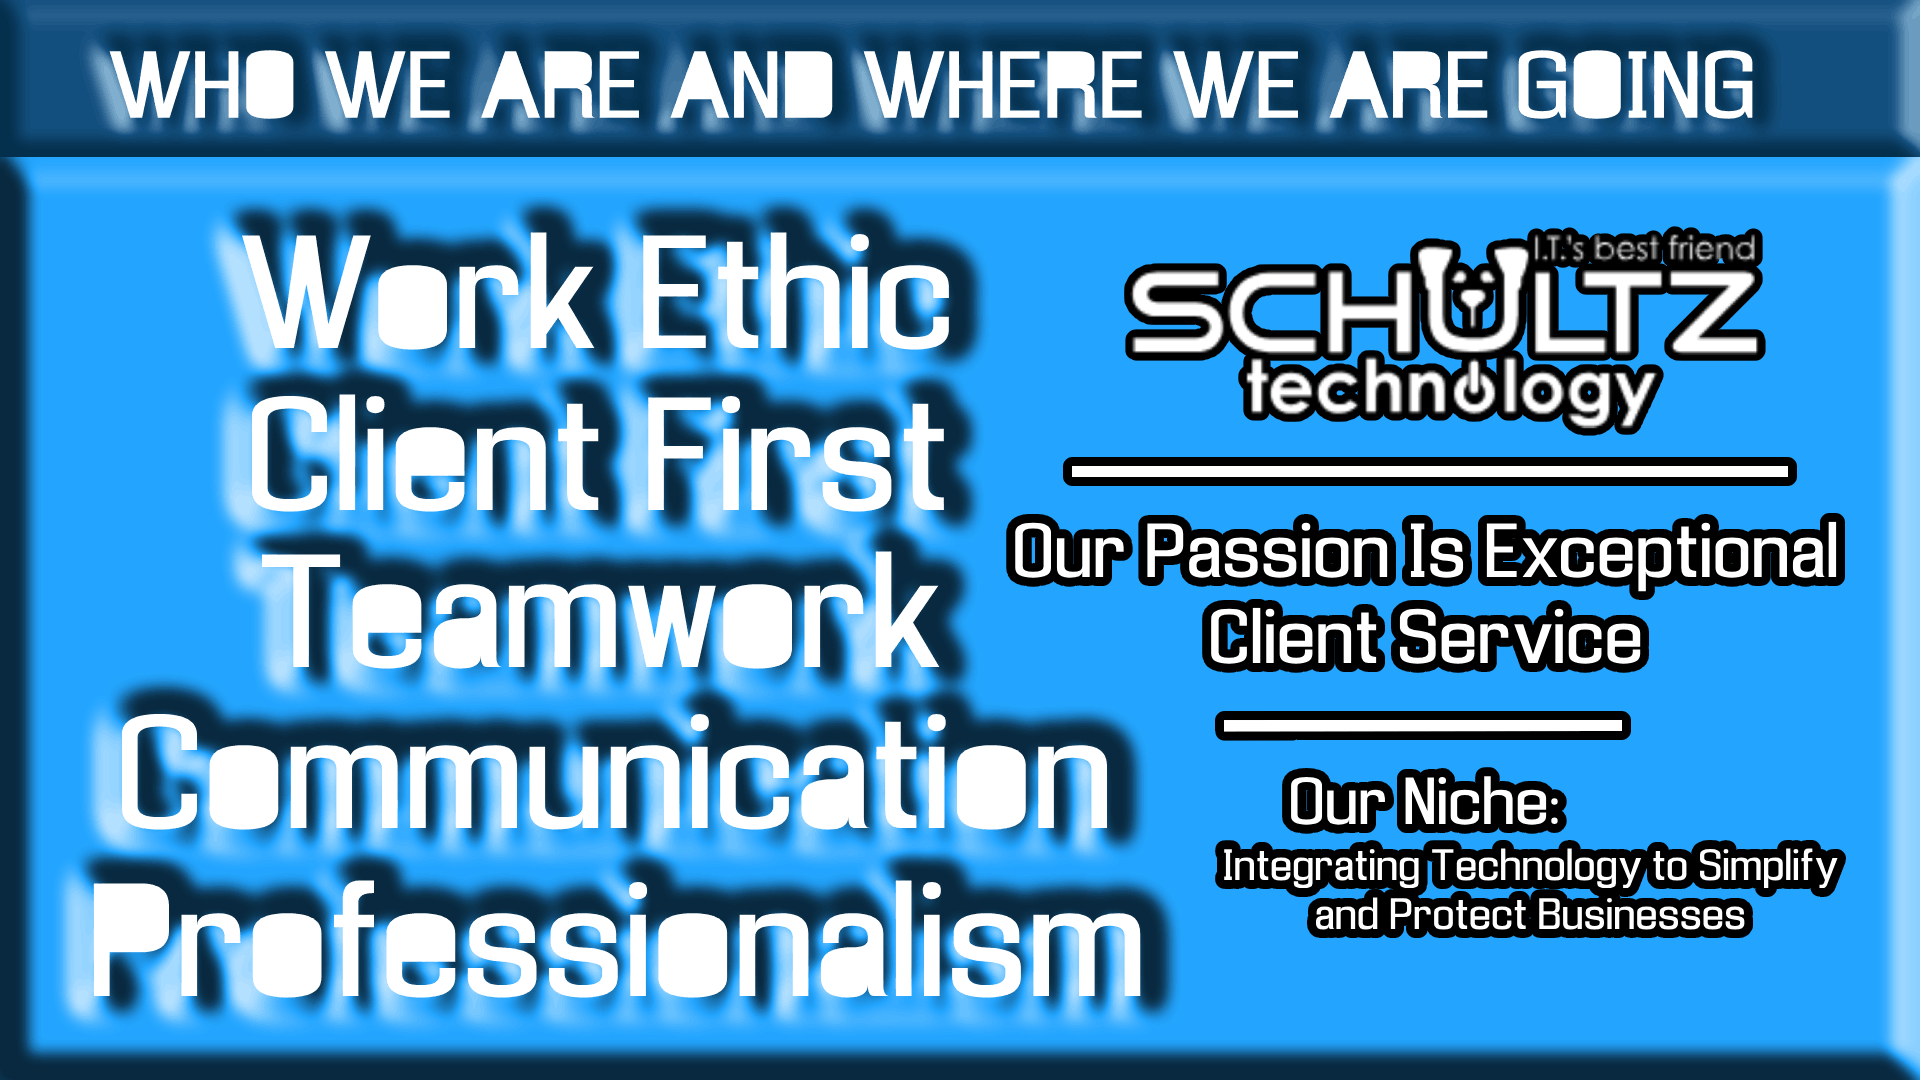 WHO WE ARE AND WHERE WE ARE GOING
Work Ethic
Client First
Teamwork
Communication
Professionalism
I.T.'s best friend
SCHULTZ
technology
Our Passion Is Exceptional
Client Service
Our Niche:
Integrating Technology to Simplify
and Protect Businesses